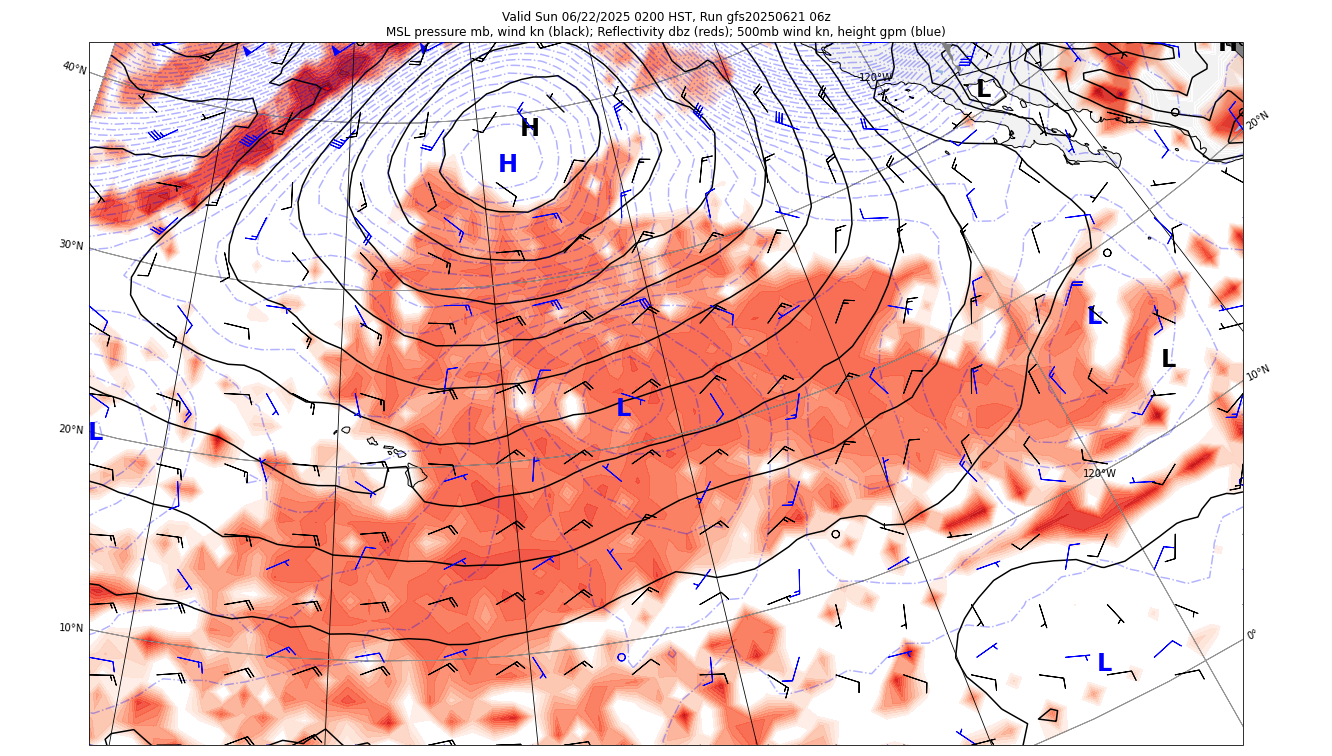 Valid Sun 06/22/2025 0200 HST, Run gfs20250621 06z
MSL pressure mb, wind kn (black); Reflectivity dbz (reds); 500mb wind kn, height gpm (blue)
H
40°N
120°W
L
20°N
H
H
30°N
L
L
10°N
L
20°N
L
120°W
10°N
0°
L